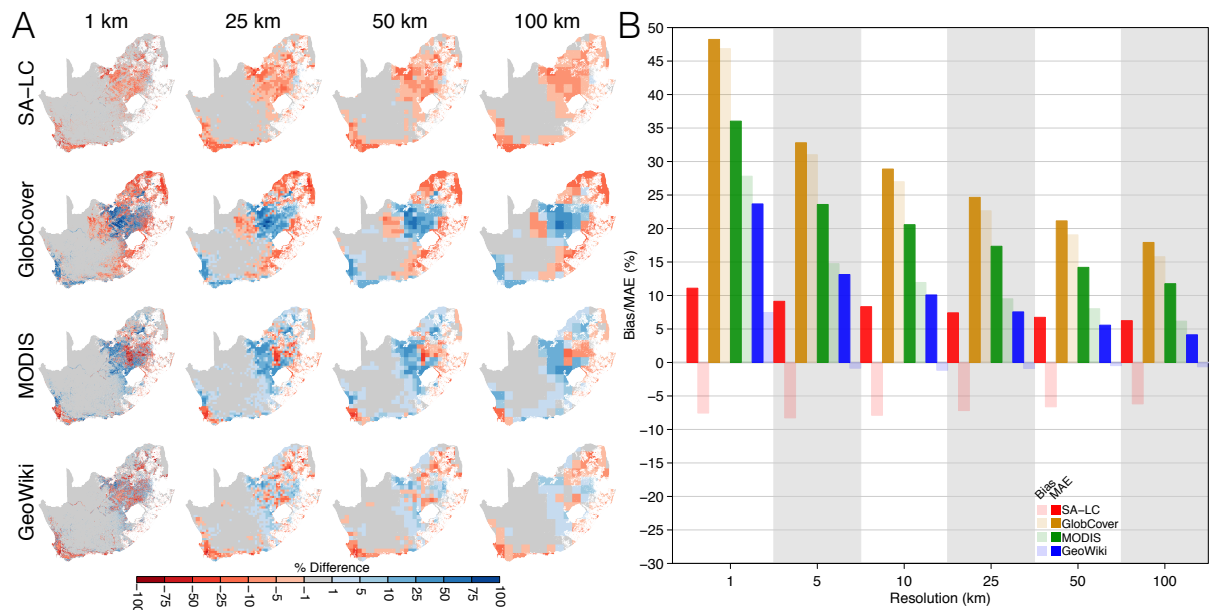 A
1 km 25 km 50 km 100 km
SA−LC
GlobCover
MODIS
GeoWiki
% Difference
−100 −75 −50 −25 −10 −5 −1 1 5 10 25 50 75 100
B
Bias/MAE (%)
50
45
40
35
30
25
20
15
10
5
0
−5
−10
−15
−20
−25
−30
Bias MAE
SA−LC
GlobCover
MODIS
GeoWiki
1 5 10 25 50 100
Resolution (km)